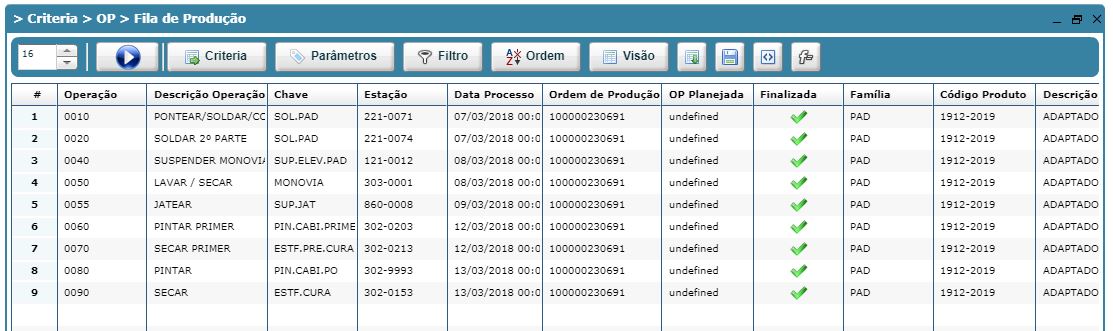 > Criteria > OP > Fila de Produção
16 Criteria Parâmetros Filtro Ordem Visão
# Operação Descrição Operação Chave Estação Data Processo Ordem de Produção OP Planejada Finalizada Família Código Produto Descrição
1 0010 PONTEAR/SOLDAR/CC SOL.PAD 221-0071 07/03/2018 00:0 100000230691 undefined PAD 1912-2019 ADAPTADO
2 0020 SOLDAR 2º PARTE SOL.PAD 221-0074 07/03/2018 00:0 100000230691 undefined PAD 1912-2019 ADAPTADO
3 0040 SUSPENDER MONOVIA SUP.ELEV.PAD 121-0012 08/03/2018 00:0 100000230691 undefined PAD 1912-2019 ADAPTADO
4 0050 LAVAR / SECAR MONOVIA 303-0001 08/03/2018 00:0 100000230691 undefined PAD 1912-2019 ADAPTADO
5 0055 JATEAR SUP.JAT 860-0008 09/03/2018 00:0 100000230691 undefined PAD 1912-2019 ADAPTADO
6 0060 PINTAR PRIMER PIN.CABI.PRIME 302-0203 12/03/2018 00:0 100000230691 undefined PAD 1912-2019 ADAPTADO
7 0070 SECAR PRIMER ESTF.PRE.CURA 302-0213 12/03/2018 00:0 100000230691 undefined PAD 1912-2019 ADAPTADO
8 0080 PINTAR PIN.CABI.PO 302-9993 13/03/2018 00:0 100000230691 undefined PAD 1912-2019 ADAPTADO
9 0090 SECAR ESTF.CURA 302-0153 13/03/2018 00:0 100000230691 undefined PAD 1912-2019 ADAPTADO